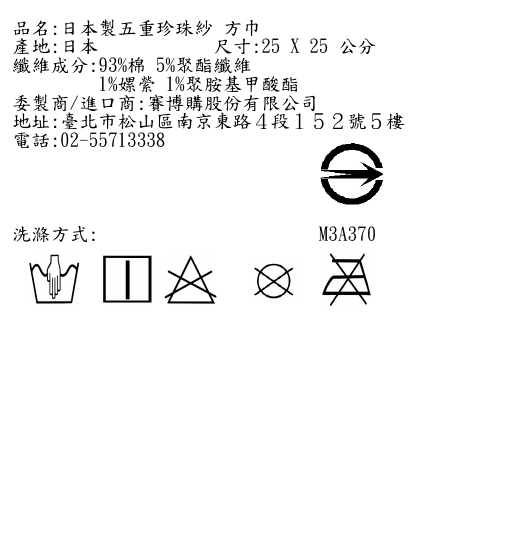 品名:日本製五重珍珠紗 方巾
產地:日本 尺寸:25 X 25 公分
纖維成分:93%棉 5%聚酯纖維
1%嫘縈 1%聚胺基甲酸酯
委製商/進口商:賽博購股份有限公司
地址:臺北市松山區南京東路４段１５２號５樓
電話:02-55713338
洗滌方式: M3A370